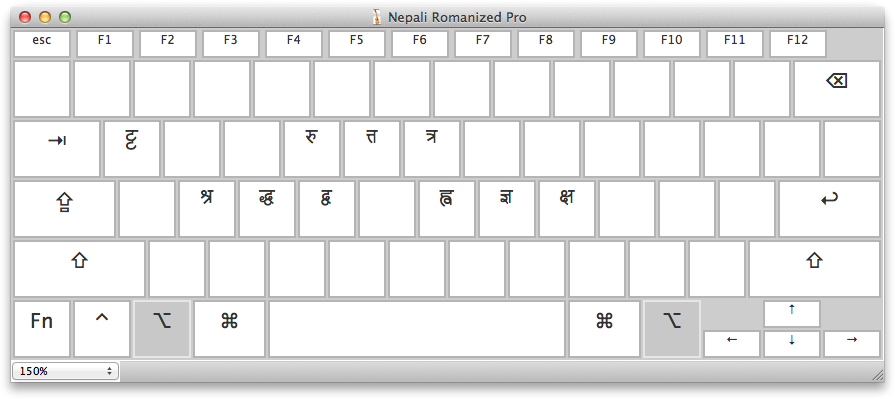 Nepali Romanized Pro
esc F1 F2 F3 F4 F5 F6 F7 F8 F9 F10 F11 F12
⌫
⇥ ट्ट रु त्त त्र
⇪ श्र द्ध द्व ह्व ज्ञ क्ष ↩
⇧ ⇧
Fn ^ ⌥ ⌘ ⌘ ⌥ ↑
← ↓ →
150%